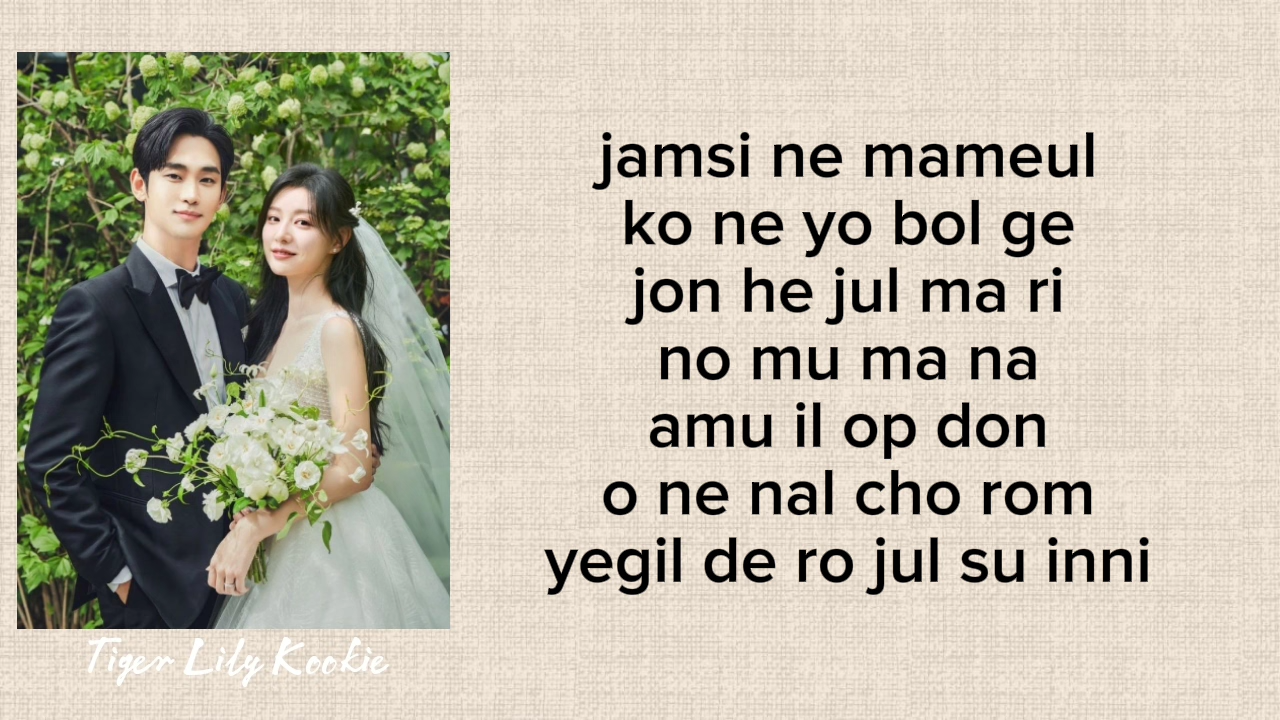 jamsi ne mameul
ko ne yo bol ge
jon he jul ma ri
no mu ma na
amu il op don
o ne nal cho rom
yegil de ro jul su inni
Tiger Lily Kookie